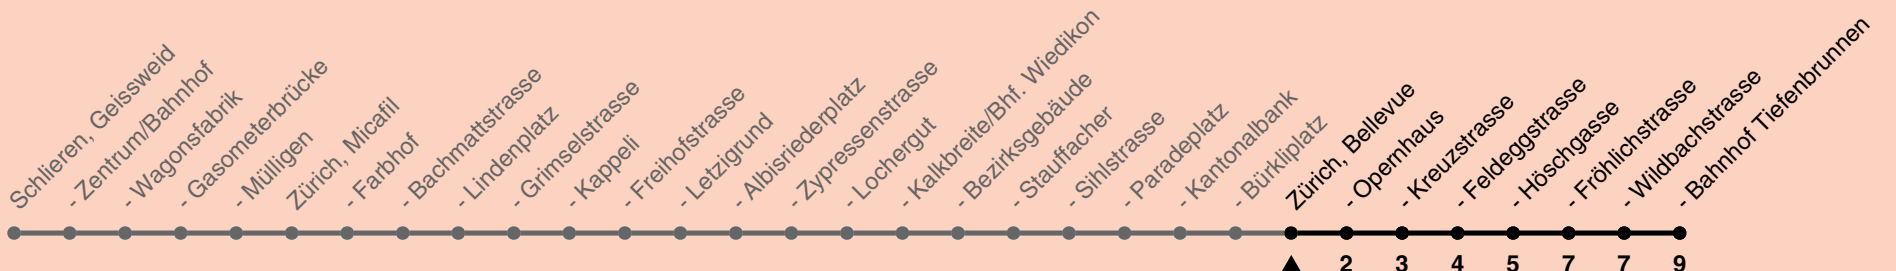 Schlieren, Geissweid
- Zentrum/Bahnhof
- Wagonsfabrik
- Gasometerbrücke
- Mülligen
Zürich, Micafil
- Farbhof
- Bachmattstrasse
- Lindenplatz
- Grimselstrasse
- Kappeli
- Freihofstrasse
- Letzigrund
- Albisriederplatz
- Zypressenstrasse
- Lochergut
- Kalkbreite/Bhf. Wiedikon
- Bezirksgebäude
- Stauffacher
- Sihlstrasse
- Paradeplatz
- Kantonalbank
- Bürkliplatz
Zürich, Bellevue
- Opernhaus
- Kreuzstrasse
- Feldeggstrasse
- Höschgasse
- Fröhlichstrasse
- Wildbachstrasse
- Bahnhof Tiefenbrunnen
2 3 4 5 7 7 9